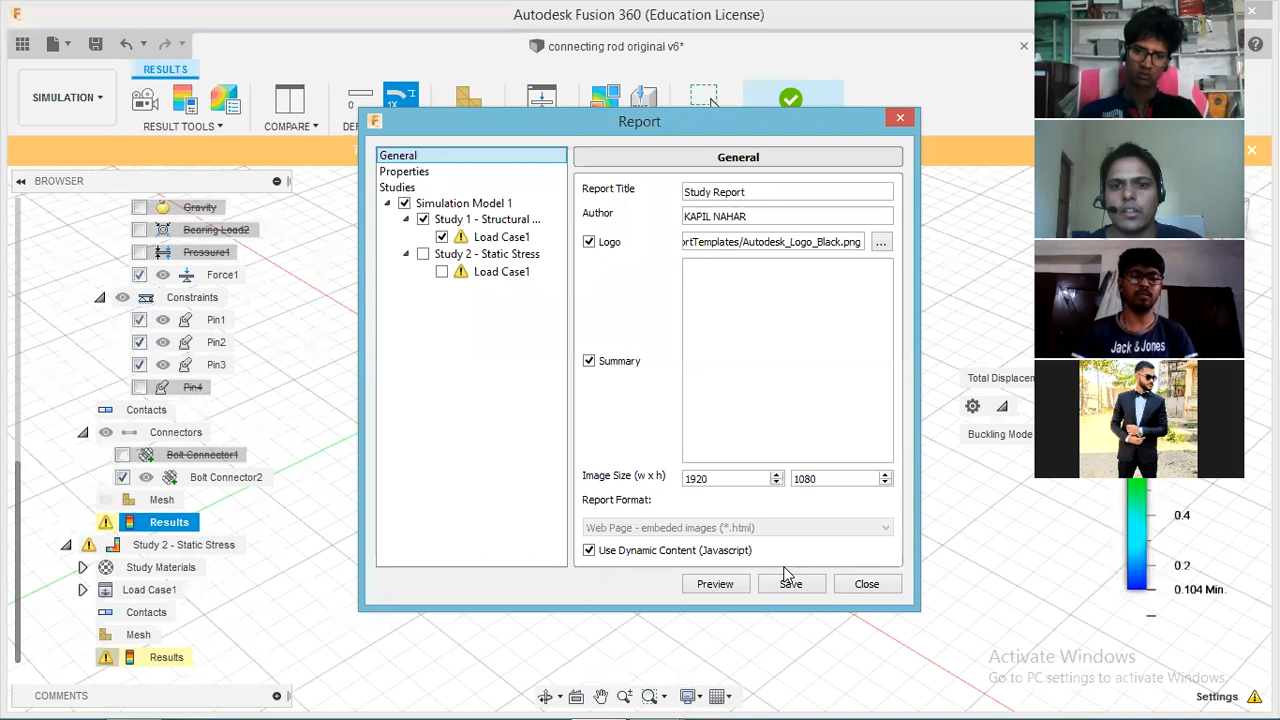 Autodesk Fusion 360 (Education License)
connecting rod original v6*
RESULTS
SIMULATION
RESULT TOOLS
COMPARE
DEF
Report
BROWSER
Gravity
Bearing Load2
Pressure1
Force1
Constraints
Pin1
Pin2
Pin3
Pin4
Contacts
Connectors
Bolt Connector1
Bolt Connector2
Mesh
Results
Study 2 - Static Stress
Study Materials
Load Case1
Contacts
Mesh
Results
COMMENTS
General
Properties
Studies
Simulation Model 1
Study 1 - Structural ...
Load Case1
Study 2 - Static Stress
Load Case1
General
Report Title Study Report
Author KAPIL NAHAR
Logo rtTemplates/Autodesk_Logo_Black.png ...
Summary
Image Size (w x h) 1920 1080
Report Format:
Web Page - embeded images (*.html)
Use Dynamic Content (Javascript)
Preview Save Close
Jack & Jones
Total Displacem
Buckling Mode
0.4
0.2
0.104 Min.
Activate Windows
Go to PC settings to activate Windows.
Settings